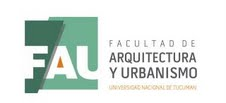 FAU
FACULTAD DE
ARQUITECTURA
Y URBANISMO
UNIVERSIDAD NACIONAL DE TUCUMÁN